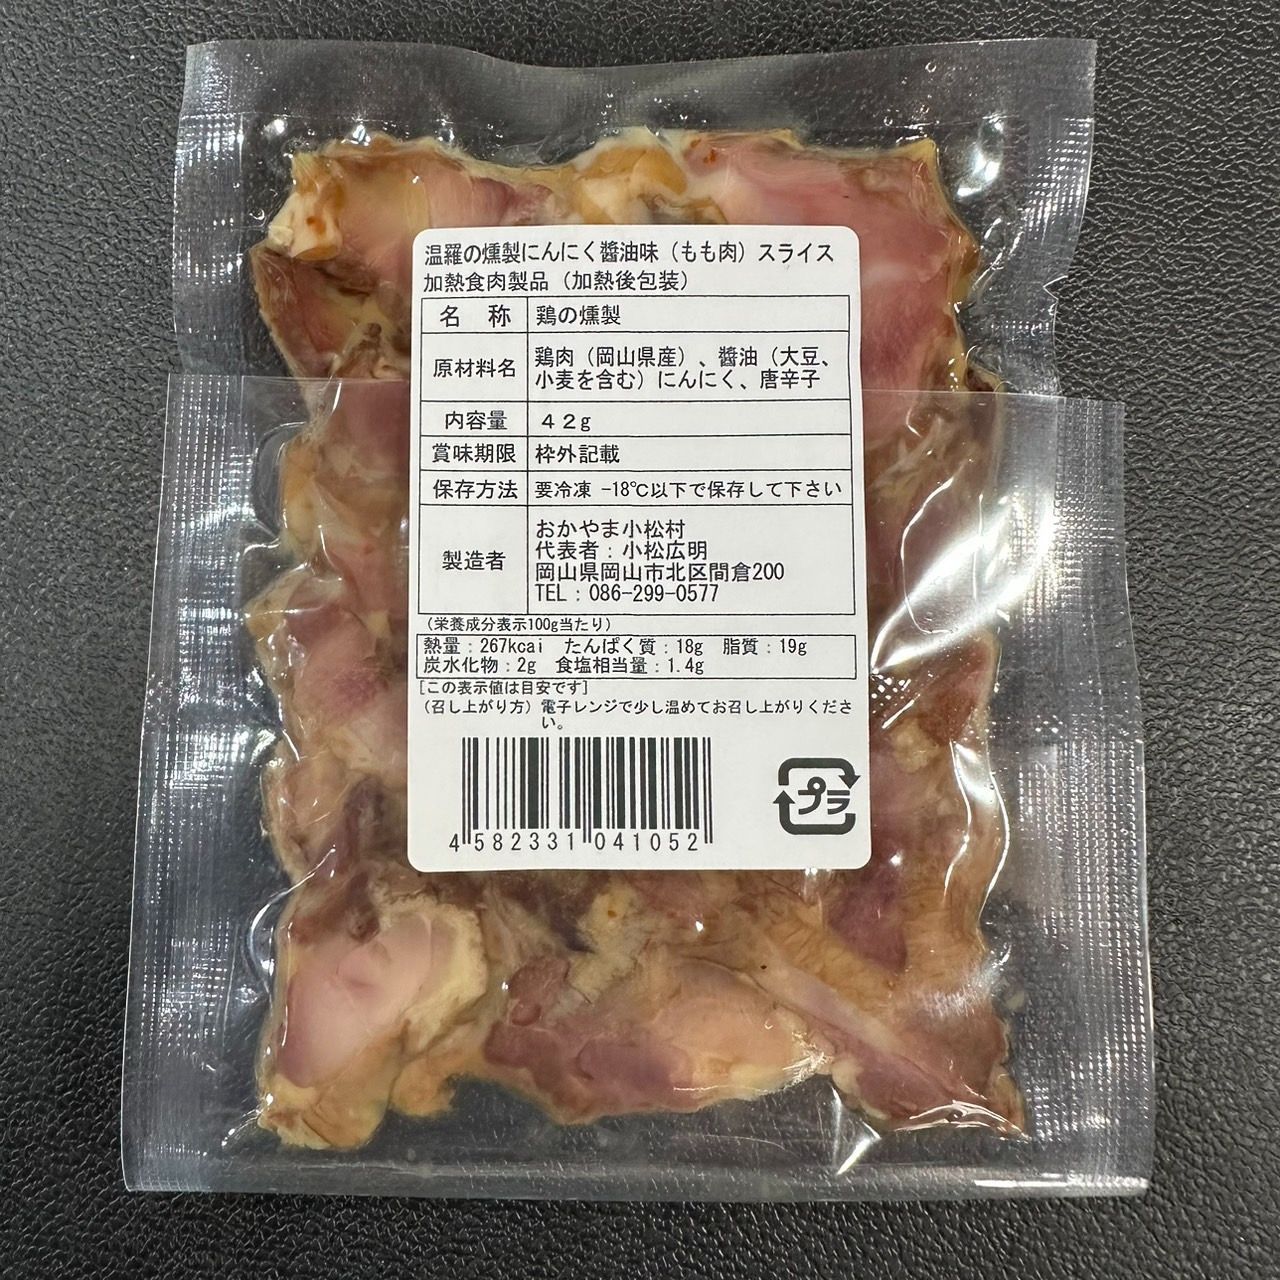 温羅の燻製にんにく醬油味（もも肉）スライス
加熱食肉製品（加熱後包装）
名　称 鶏の燻製
原材料名 鶏肉（岡山県産）、醬油（大豆、
小麦を含む）にんにく、唐辛子
内容量 ４２g
賞味期限 枠外記載
保存方法 要冷凍 -18℃以下で保存して下さい
製造者 おかやま小松村
代表者：小松広明
岡山県岡山市北区間倉200
TEL：086-299-0577
（栄養成分表示100g当たり）
熱量：267kcai　たんぱく質：18g　脂質：19g
炭水化物：2g　食塩相当量：1.4g
[この表示値は目安です]
（召し上がり方）電子レンジで少し温めてお召し上がりくださ
い。
4 582331 041052
プラ